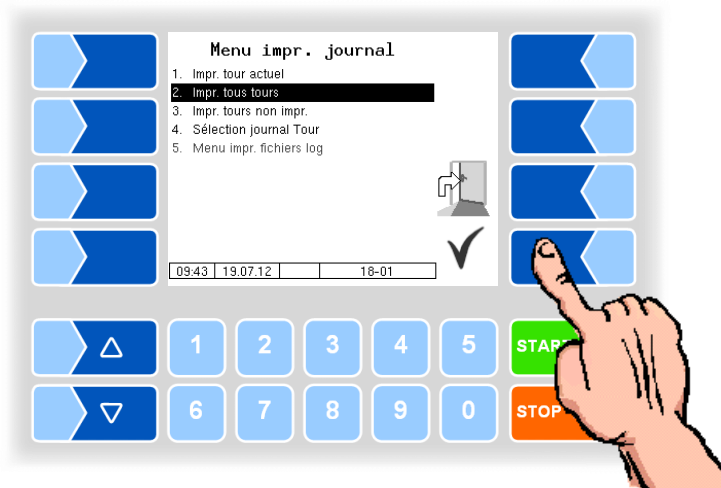 Menu impr. journal
1. Impr. tour actuel
2. Impr. tous tours
3. Impr. tours non impr.
4. Sélection journal Tour
5. Menu impr. fichiers log
09:43 19.07.12 18-01
1 2 3 4 5 START
6 7 8 9 0 STOP